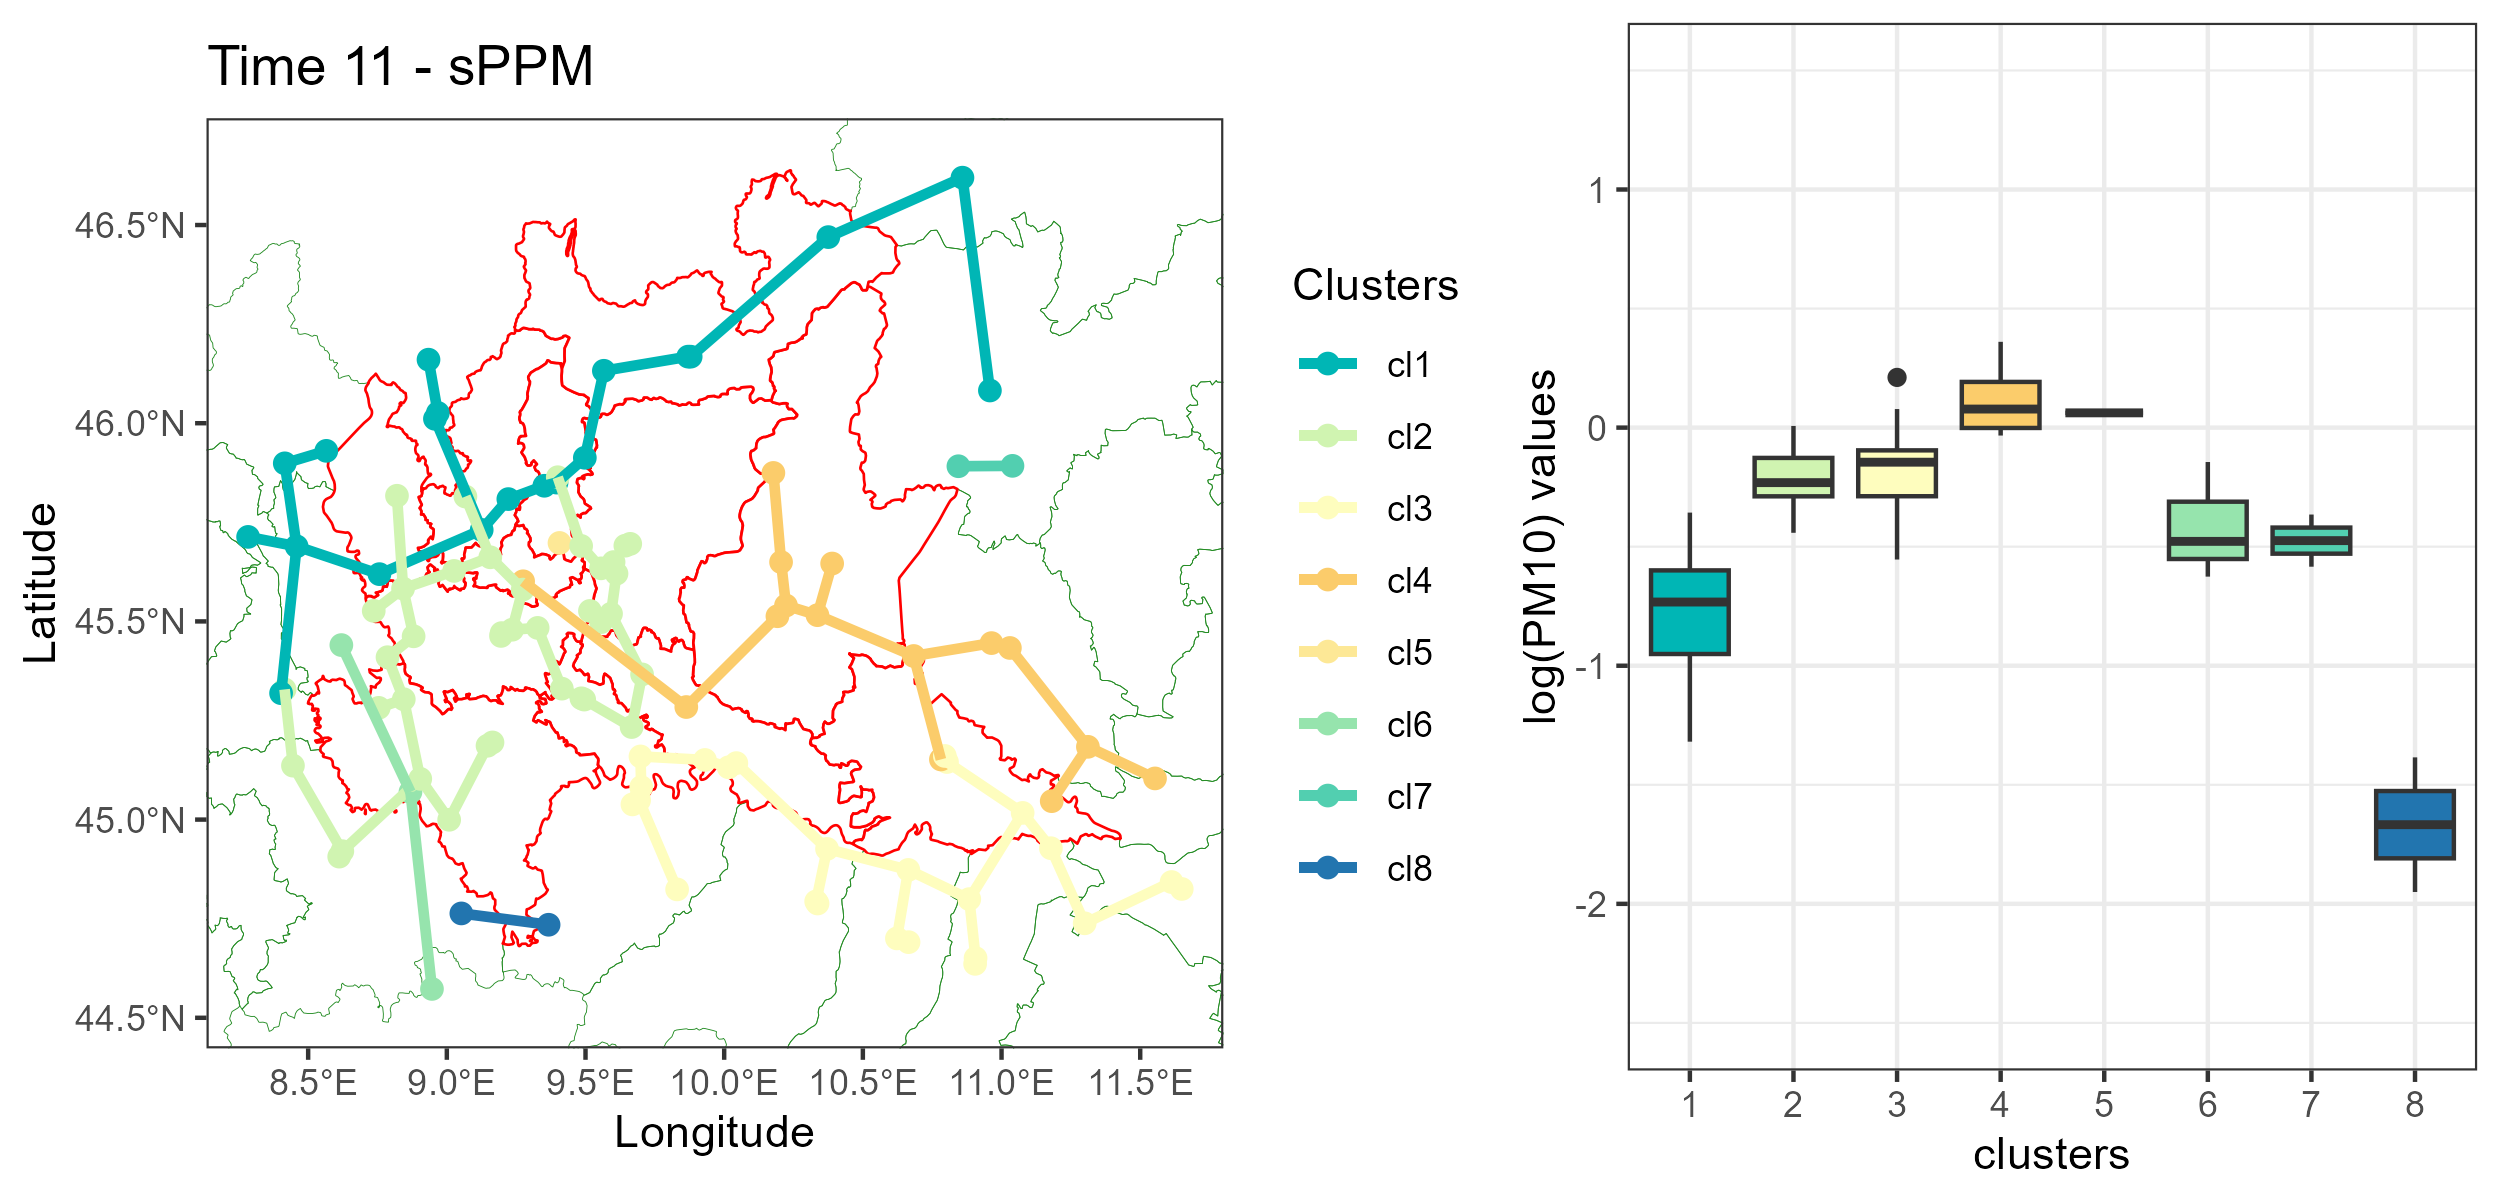 Time 11 - sPPM
46.5°N
46.0°N
45.5°N
45.0°N
44.5°N
Latitude
8.5°E 9.0°E 9.5°E 10.0°E 10.5°E 11.0°E 11.5°E
Longitude
Clusters
cl1
cl2
cl3
cl4
cl5
cl6
cl7
cl8
log(PM10) values
1
0
-1
-2
1 2 3 4 5 6 7 8
clusters